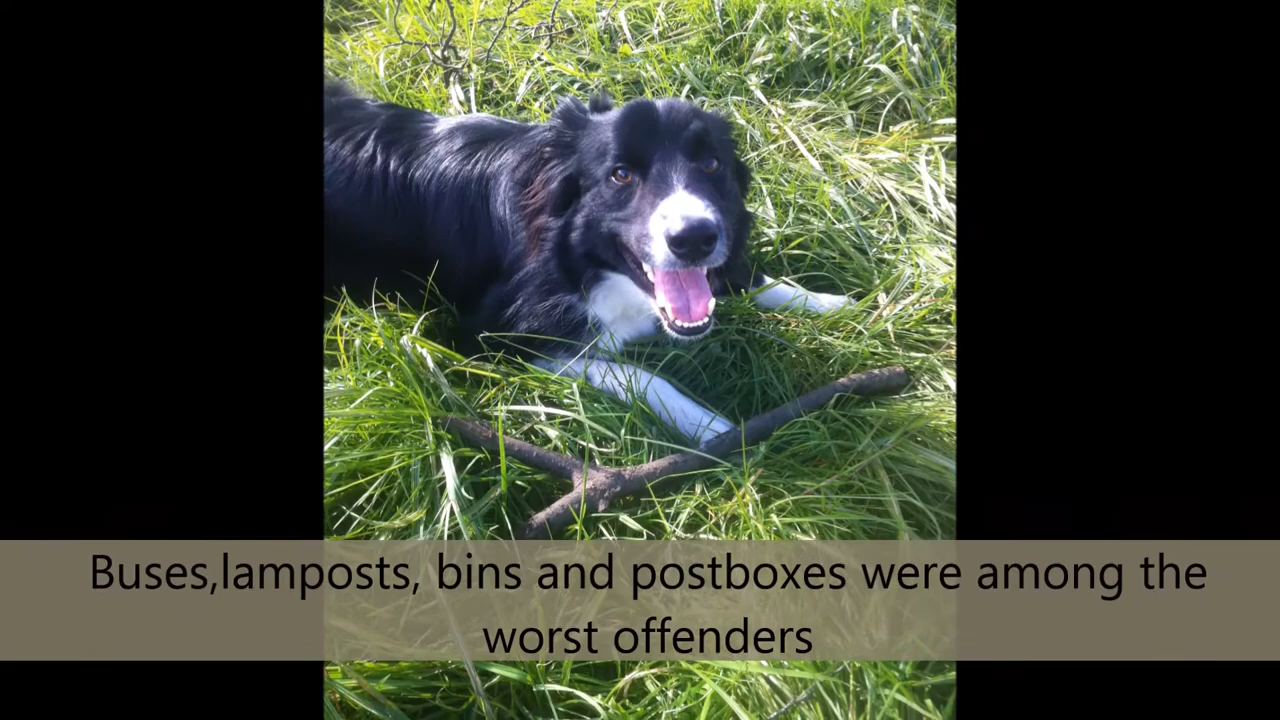 Buses,lamposts, bins and postboxes were among the
worst offenders